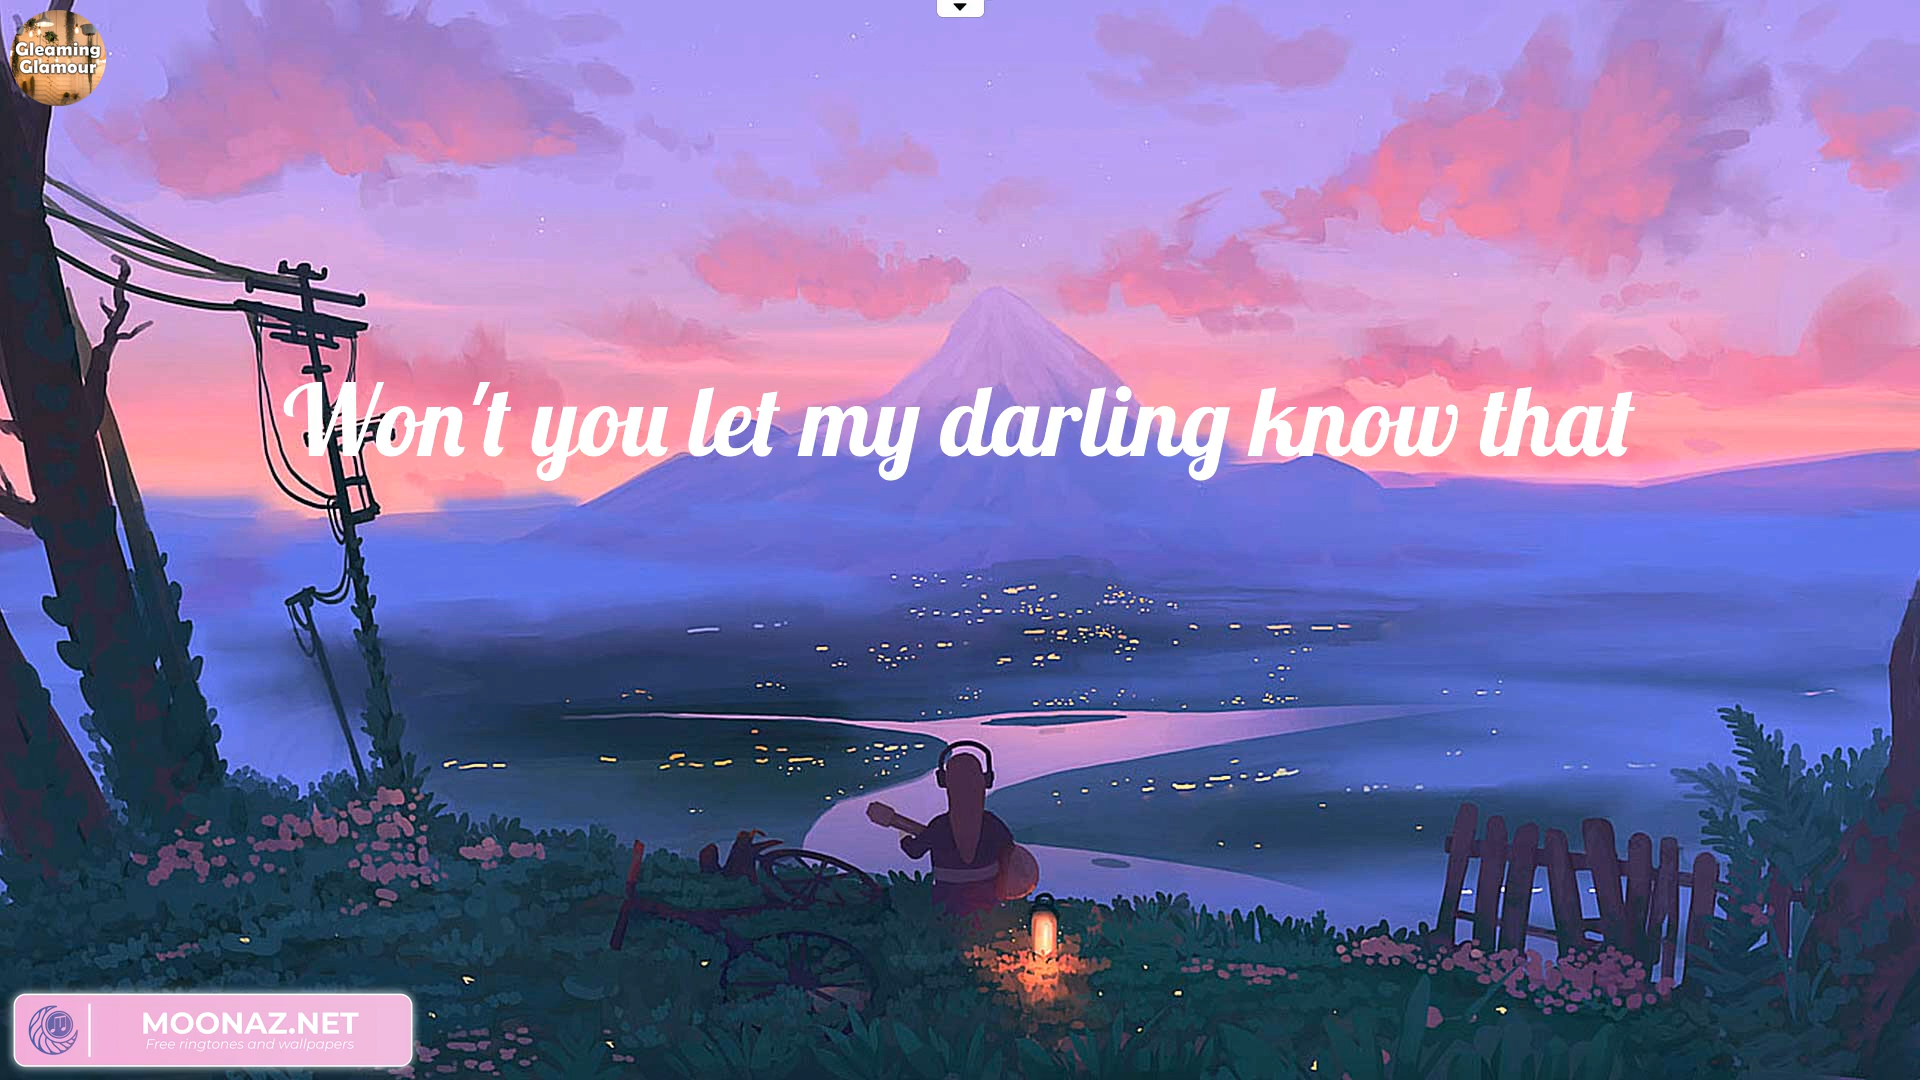 Gleaming
Glamour
Won't you let my darling know that
MOONAZ.NET
Free ringtones and wallpapers